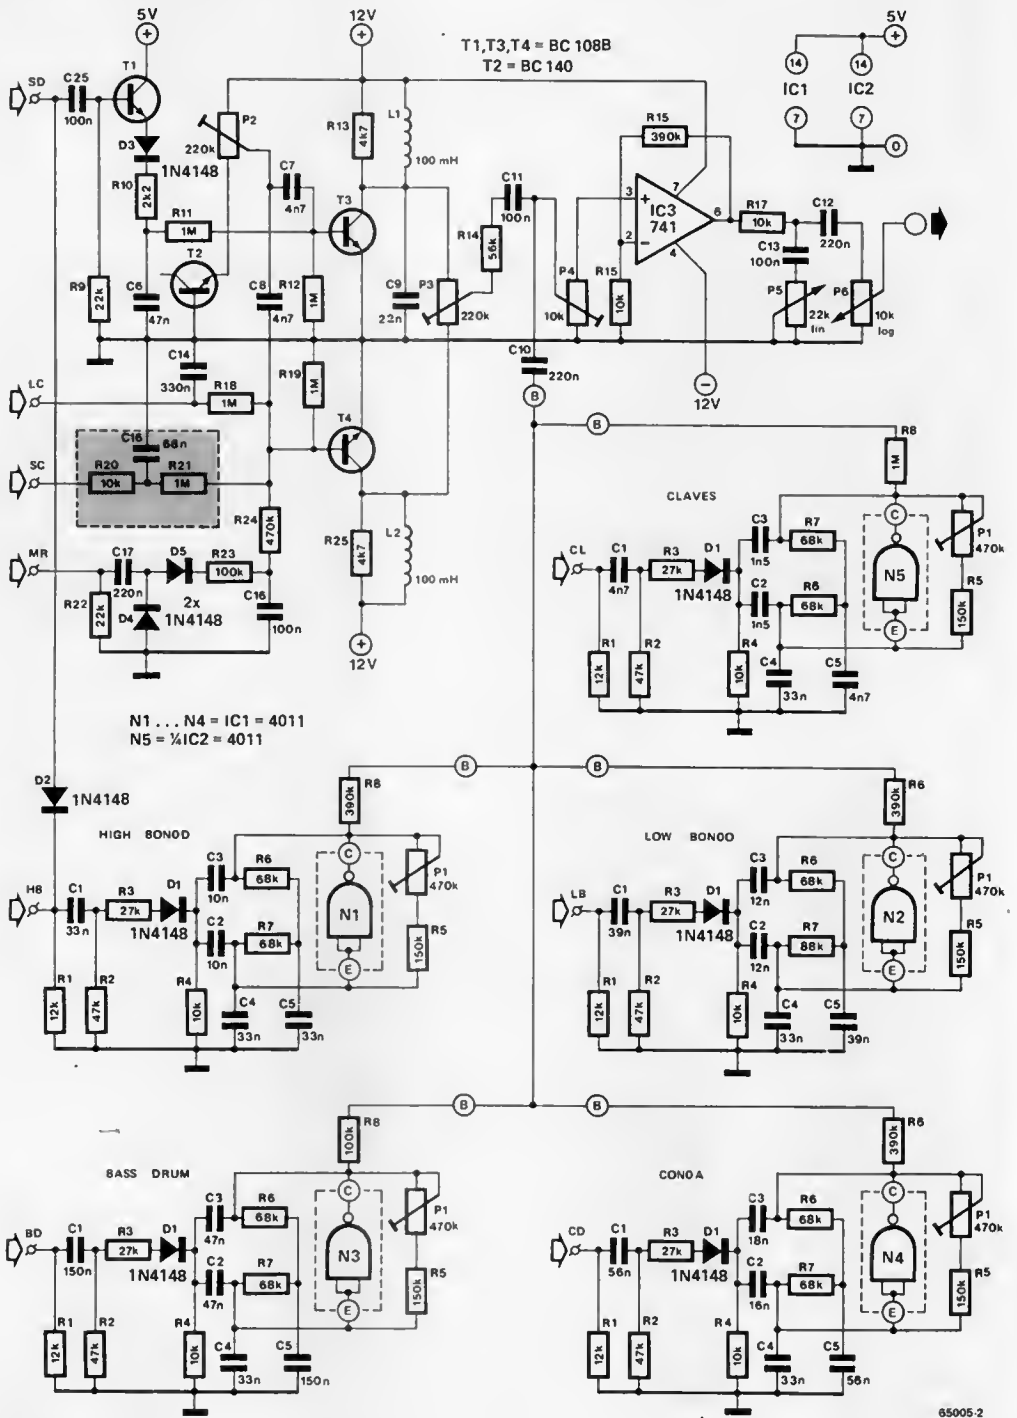 5V
12V
T1,T3,T4 = BC 108B
T2 = BC 140
5V
T1
SD
C25
100n
D3
1N4148
R10
2k2
P2
220k
R13
4k7
L1
100 mH
C7
4n7
R11
1M
T3
T2
R9
22k
C6
47n
C8
4n7
R12
1M
C9
22n
P3
220k
R14
56k
C11
100n
P4
10k
R15
10k
R15
390k
3
+
2
−
IC3
741
7
6
4
R17
10k
C12
220n
C13
100n
P5
22k
lin
P6
10k
log
14
IC1
7
14
IC2
7
0
C14
330n
LC
R18
1M
R19
1M
T4
C10
220n
B
12V
SC
C16
68n
R20
10k
R21
1M
R24
470k
R25
4k7
L2
100 mH
12V
MR
C17
220n
D5
R23
100k
R22
22k
D4
2x
1N4148
C16
100n
N1 ... N4 = IC1 = 4011
N5 = ¼IC2 = 4011
B
R8
1M
CLAVES
CL
C1
4n7
R3
27k
D1
1N4148
C3
1n5
R7
68k
C2
1n5
R6
68k
C
N5
E
P1
470k
R5
150k
R1
12k
R2
47k
R4
10k
C4
33n
C5
4n7
D2
1N4148
B
R8
390k
HIGH BONOD
HB
C1
33n
R3
27k
D1
1N4148
C3
10n
R6
68k
C2
10n
R7
68k
C
N1
E
P1
470k
R5
150k
R1
12k
R2
47k
R4
10k
C4
33n
C5
33n
B
R6
390k
LOW BONOD
LB
C1
39n
R3
27k
D1
1N4148
C3
12n
R6
68k
C2
12n
R7
88k
C
N2
E
P1
470k
R5
150k
R1
12k
R2
47k
R4
10k
C4
33n
C5
39n
B
R8
100k
BASS DRUM
BD
C1
150n
R3
27k
D1
1N4148
C3
47n
R6
68k
C2
47n
R7
68k
C
N3
E
P1
470k
R5
150k
R1
12k
R2
47k
R4
10k
C4
33n
C5
150n
B
R6
390k
CONDA
CD
C1
56n
R3
27k
D1
1N4148
C3
18n
R6
68k
C2
16n
R7
68k
C
N4
E
P1
470k
R5
150k
R1
12k
R2
47k
R4
10k
C4
33n
C5
56n
65005-2